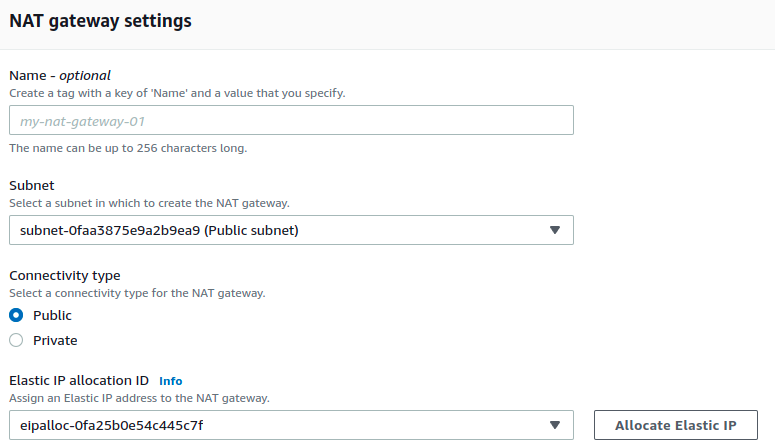 NAT gateway settings
Name - optional
Create a tag with a key of 'Name' and a value that you specify.
my-nat-gateway-01
The name can be up to 256 characters long.
Subnet
Select a subnet in which to create the NAT gateway.
subnet-0faa3875e9a2b9ea9 (Public subnet)
Connectivity type
Select a connectivity type for the NAT gateway.
Public
Private
Elastic IP allocation ID Info
Assign an Elastic IP address to the NAT gateway.
eipalloc-0fa25b0e54c445c7f
Allocate Elastic IP